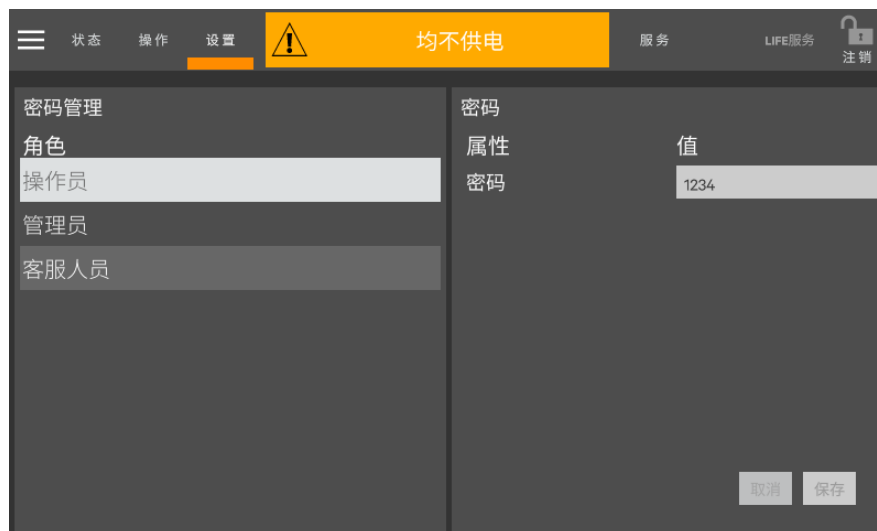 状态 操作 设置 均不供电 服务 LIFE服务 注销
密码管理
角色
操作员
管理员
客服人员
密码
属性 值
密码 1234
取消 保存